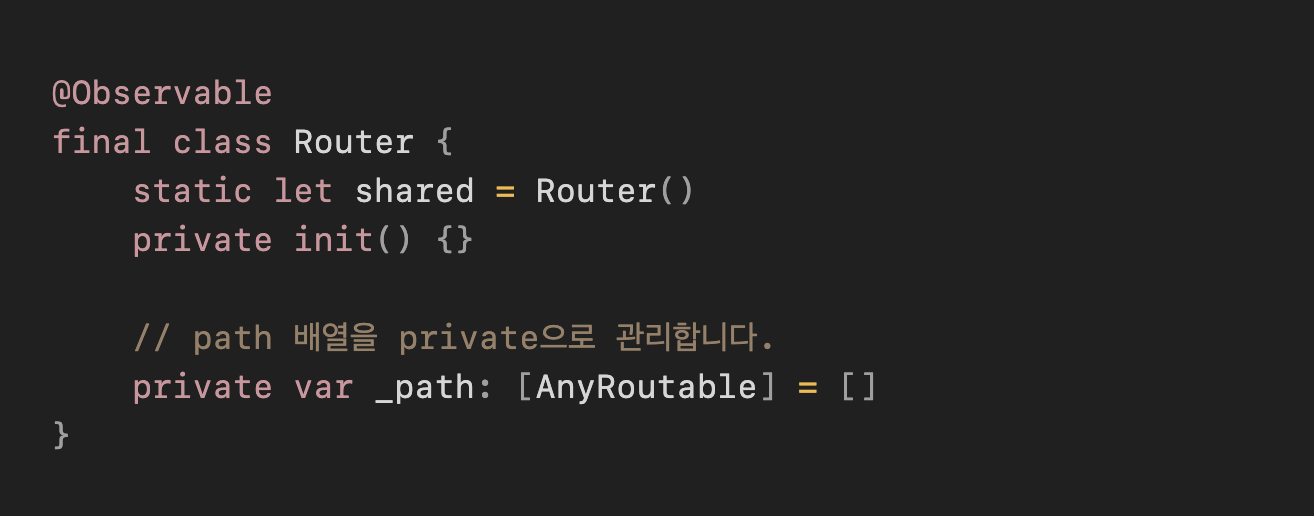 @Observable
final class Router {
    static let shared = Router()
    private init() {}

    // path 배열을 private으로 관리합니다.
    private var _path: [AnyRoutable] = []
}